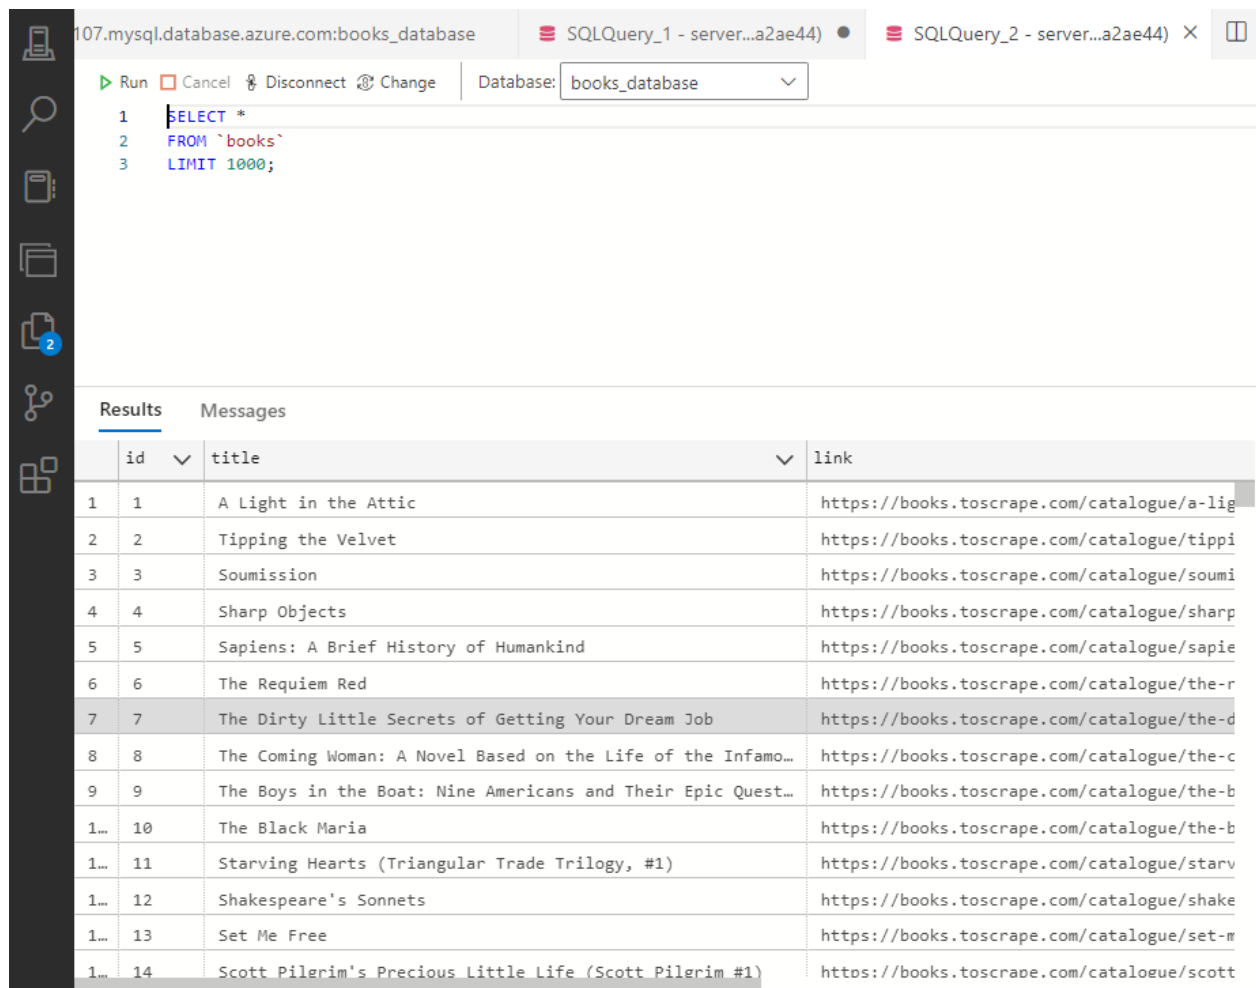 107.mysql.database.azure.com:books_database SQLQuery_1 - server...a2ae44) SQLQuery_2 - server...a2ae44)
Run Cancel Disconnect Change Database: books_database
1 SELECT *
2 FROM `books`
3 LIMIT 1000;
2
Results Messages
id title link
1 1 A Light in the Attic https://books.toscrape.com/catalogue/a-lig
2 2 Tipping the Velvet https://books.toscrape.com/catalogue/tippi
3 3 Soumission https://books.toscrape.com/catalogue/soumi
4 4 Sharp Objects https://books.toscrape.com/catalogue/sharp
5 5 Sapiens: A Brief History of Humankind https://books.toscrape.com/catalogue/sapie
6 6 The Requiem Red https://books.toscrape.com/catalogue/the-r
7 7 The Dirty Little Secrets of Getting Your Dream Job https://books.toscrape.com/catalogue/the-d
8 8 The Coming Woman: A Novel Based on the Life of the Infamo… https://books.toscrape.com/catalogue/the-c
9 9 The Boys in the Boat: Nine Americans and Their Epic Quest… https://books.toscrape.com/catalogue/the-b
1… 10 The Black Maria https://books.toscrape.com/catalogue/the-b
1… 11 Starving Hearts (Triangular Trade Trilogy, #1) https://books.toscrape.com/catalogue/starv
1… 12 Shakespeare's Sonnets https://books.toscrape.com/catalogue/shake
1… 13 Set Me Free https://books.toscrape.com/catalogue/set-m
1… 14 Scott Pilgrim's Precious Little Life (Scott Pilgrim #1) https://books.toscrape.com/catalogue/scott